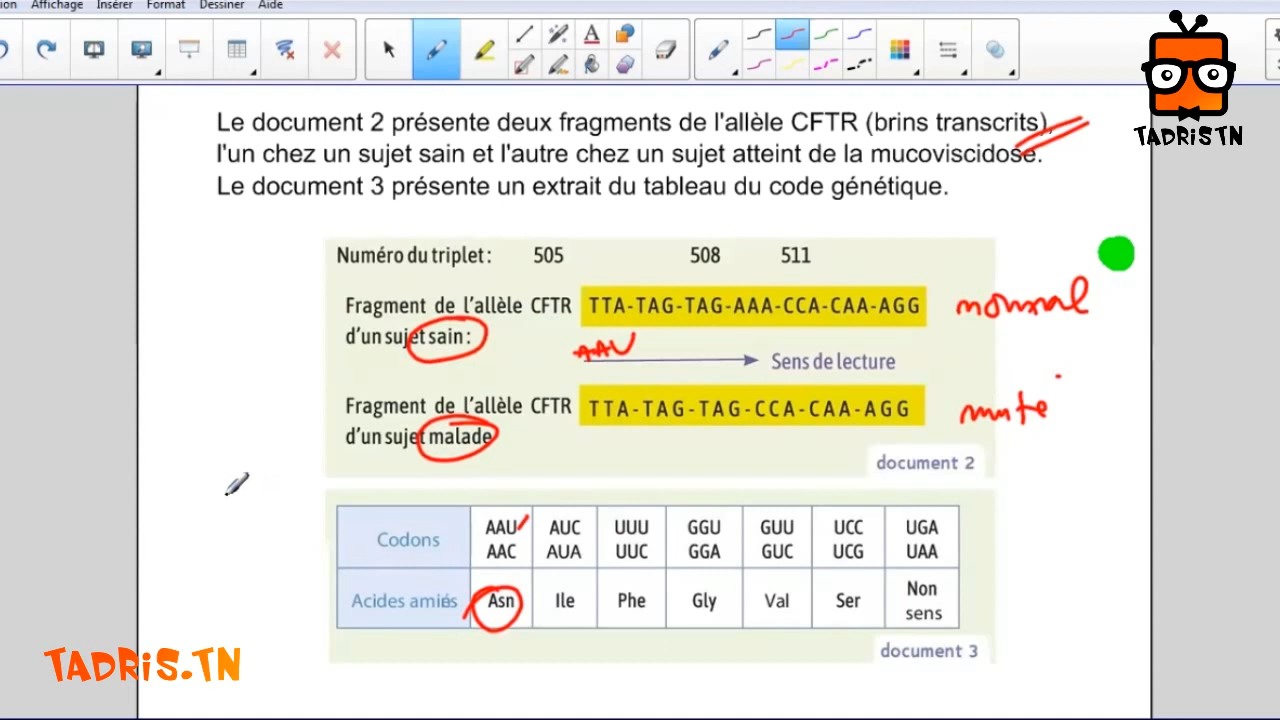 ion Affichage Insérer Format Dessiner Aide
TADRiSTN
Le document 2 présente deux fragments de l'allèle CFTR (brins transcrits),
l'un chez un sujet sain et l'autre chez un sujet atteint de la mucoviscidose.
Le document 3 présente un extrait du tableau du code génétique.
Numéro du triplet : 505 508 511
Fragment de l'allèle CFTR TTA-TAG-TAG-AAA-CCA-CAA-AGG normal
d'un sujet sain :
AAU
Sens de lecture
Fragment de l'allèle CFTR TTA-TAG-TAG-CCA-CAA-AGG muté
d'un sujet malade
document 2
Codons AAU AUC UUU GGU GUU UCC UGA
AAC AUA UUC GGA GUC UCG UAA
Acides aminés Asn Ile Phe Gly Val Ser Non
sens
document 3
TADRiS.TN